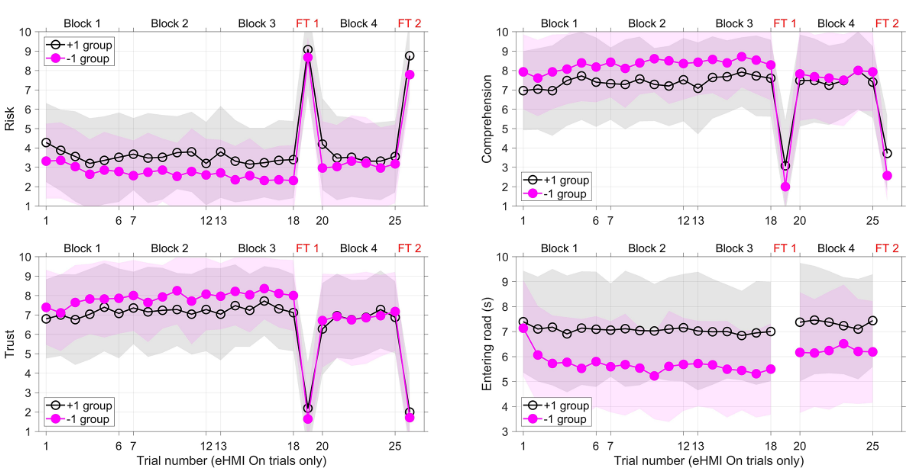 Block 1 Block 2 Block 3 FT 1 Block 4 FT 2
10
9
8
7
6
5
4
3
2
1
Risk
+1 group
-1 group
1 6 7 12 13 18 20 25
Block 1 Block 2 Block 3 FT 1 Block 4 FT 2
10
9
8
7
6
5
4
3
2
1
Comprehension
+1 group
-1 group
1 6 7 12 13 18 20 25
Block 1 Block 2 Block 3 FT 1 Block 4 FT 2
10
9
8
7
6
5
4
3
2
1
Trust
+1 group
-1 group
1 6 7 12 13 18 20 25
Trial number (eHMI On trials only)
Block 1 Block 2 Block 3 FT 1 Block 4 FT 2
10
9
8
7
6
5
4
3
Entering road (s)
+1 group
-1 group
1 6 7 12 13 18 20 25
Trial number (eHMI On trials only)